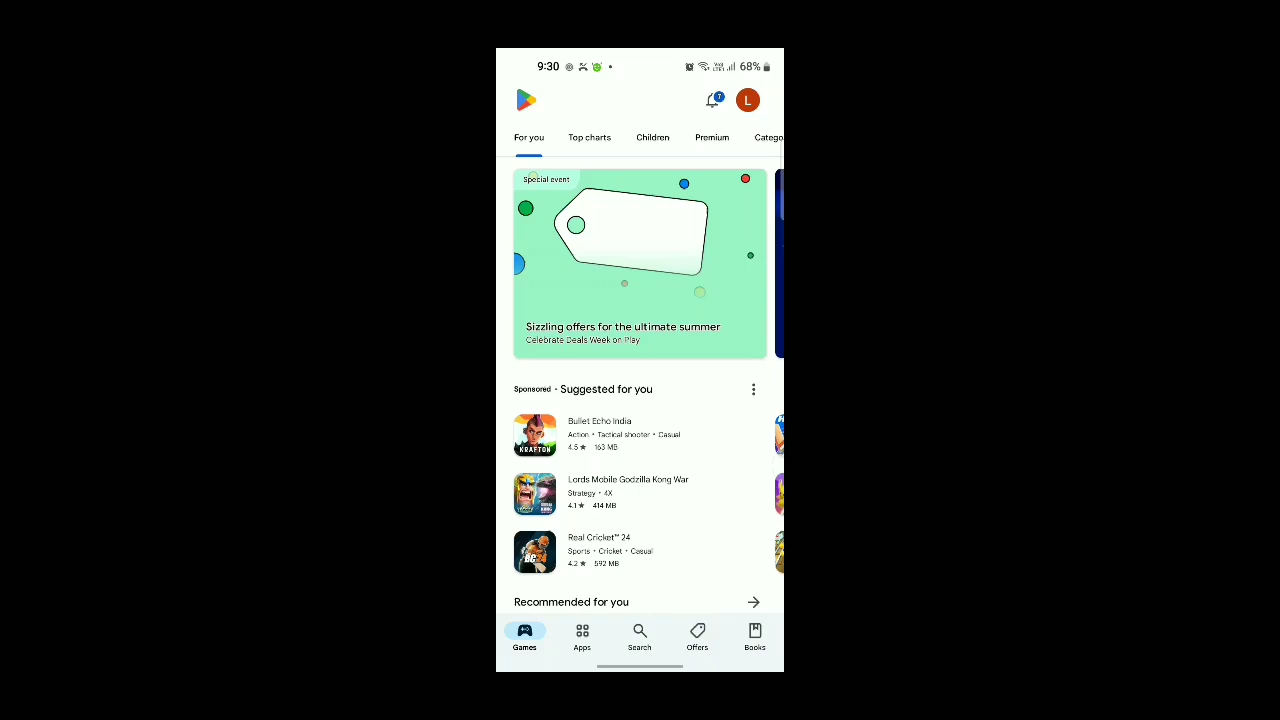 9:30 68%
L
For you Top charts Children Premium Catego
Special event
Sizzling offers for the ultimate summer
Celebrate Deals Week on Play
Sponsored • Suggested for you
Bullet Echo India
Action • Tactical shooter • Casual
4.5 ★ 163 MB
KRAFTON
Lords Mobile Godzilla Kong War
Strategy • 4X
4.1 ★ 414 MB
Real Cricket™ 24
Sports • Cricket • Casual
4.2 ★ 592 MB
Recommended for you
Games Apps Search Offers Books